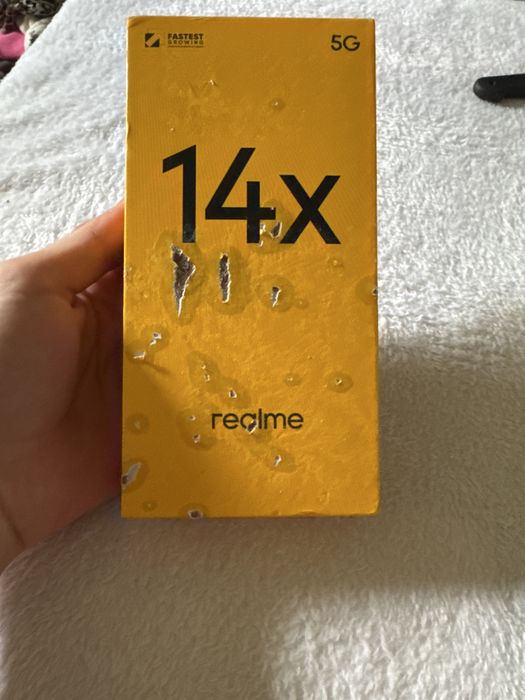 FASTEST
GROWING
5G
14x
realme